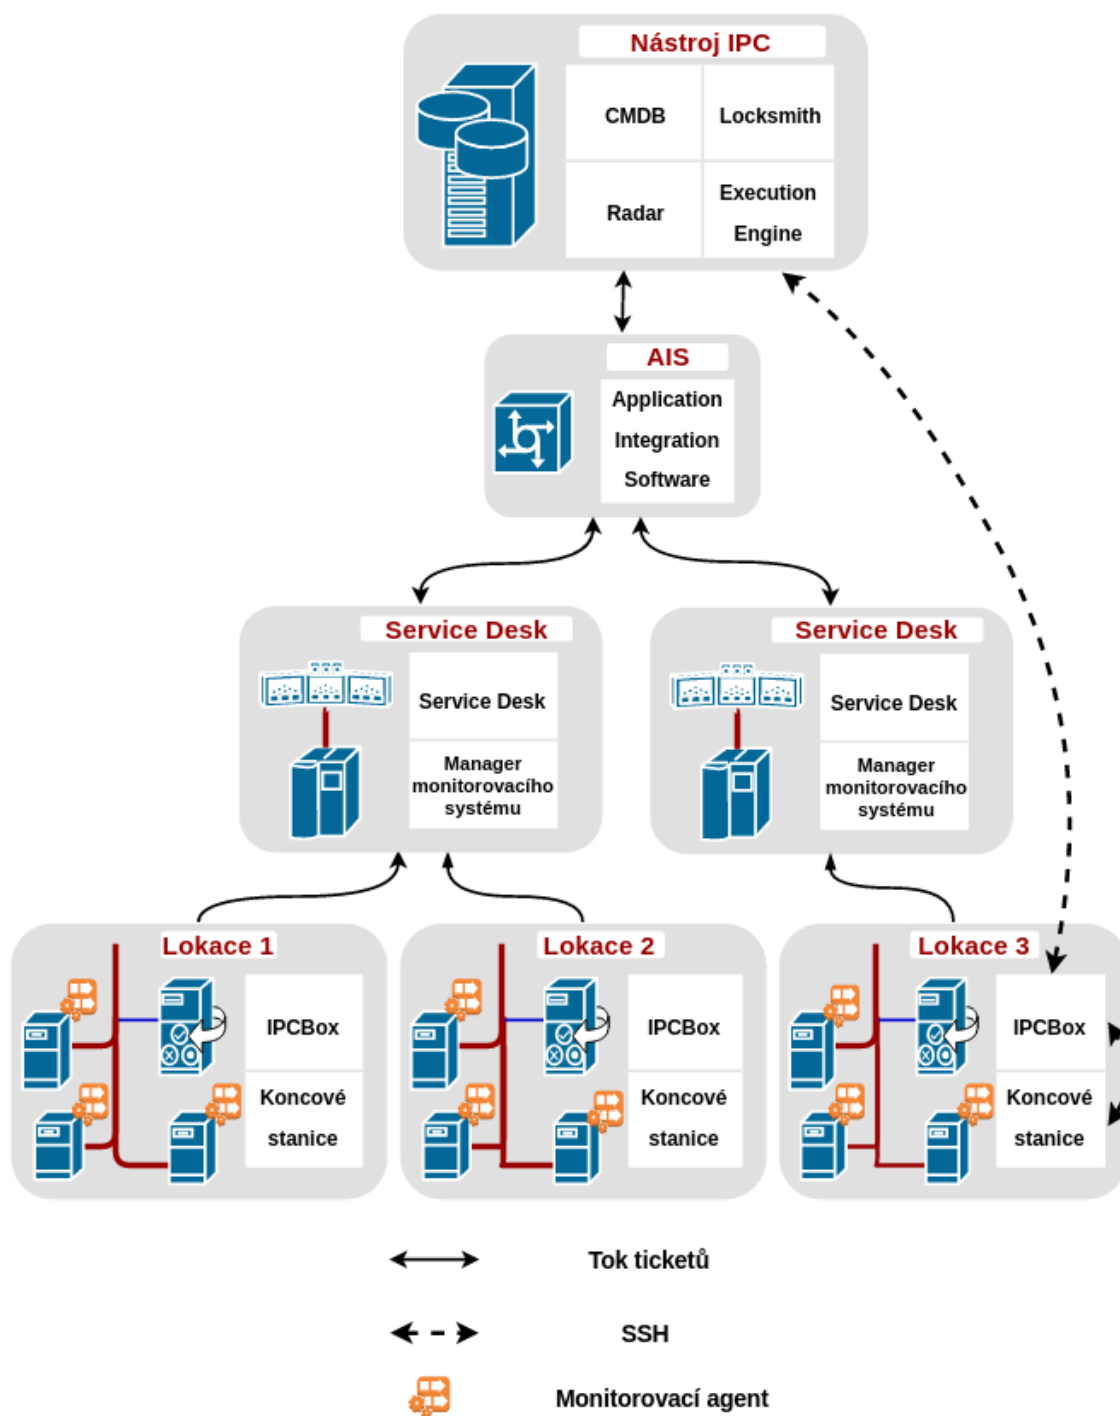 Nástroj IPC
CMDB
Locksmith
Radar
Execution
Engine
AIS
Application
Integration
Software
Service Desk
Service Desk
Manager
monitorovacího
systému
Service Desk
Service Desk
Manager
monitorovacího
systému
Lokace 1
IPCBox
Koncové
stanice
Lokace 2
IPCBox
Koncové
stanice
Lokace 3
IPCBox
Koncové
stanice
Tok ticketů
SSH
Monitorovací agent